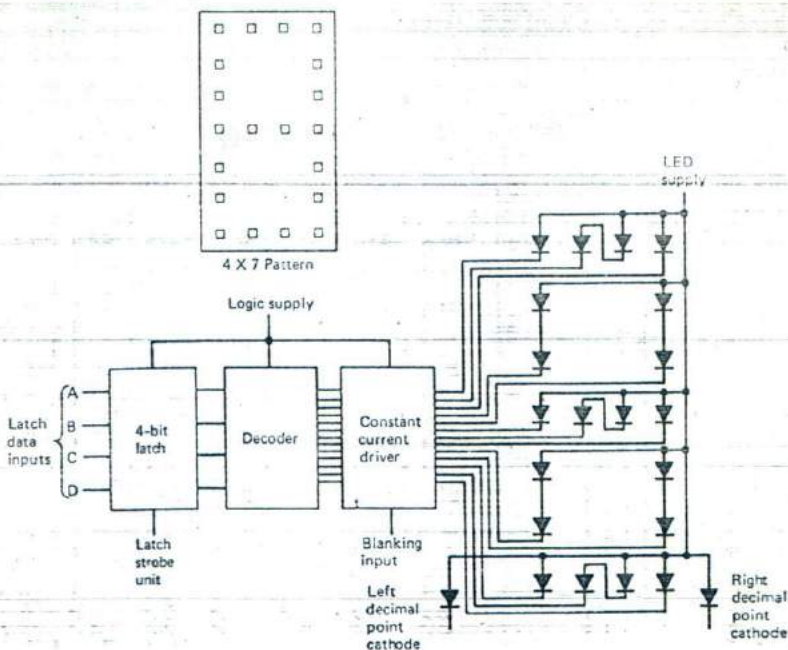 4 X 7 Pattern
LED
supply
Logic supply
Latch
data
inputs
A
B
C
D
4-bit
latch
Decoder
Constant
current
driver
Latch
strobe
unit
Blanking
input
Left
decimal
point
cathode
Right
decimal
point
cathode